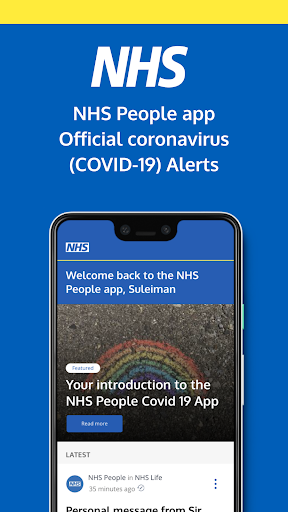 NHS
NHS People app
Official coronavirus
(COVID-19) Alerts
NHS
Welcome back to the NHS
People app, Suleiman
Featured
Your introduction to the
NHS People Covid 19 App
Read more
LATEST
NHS
NHS People in NHS Life
35 minutes ago
Personal message from Sir